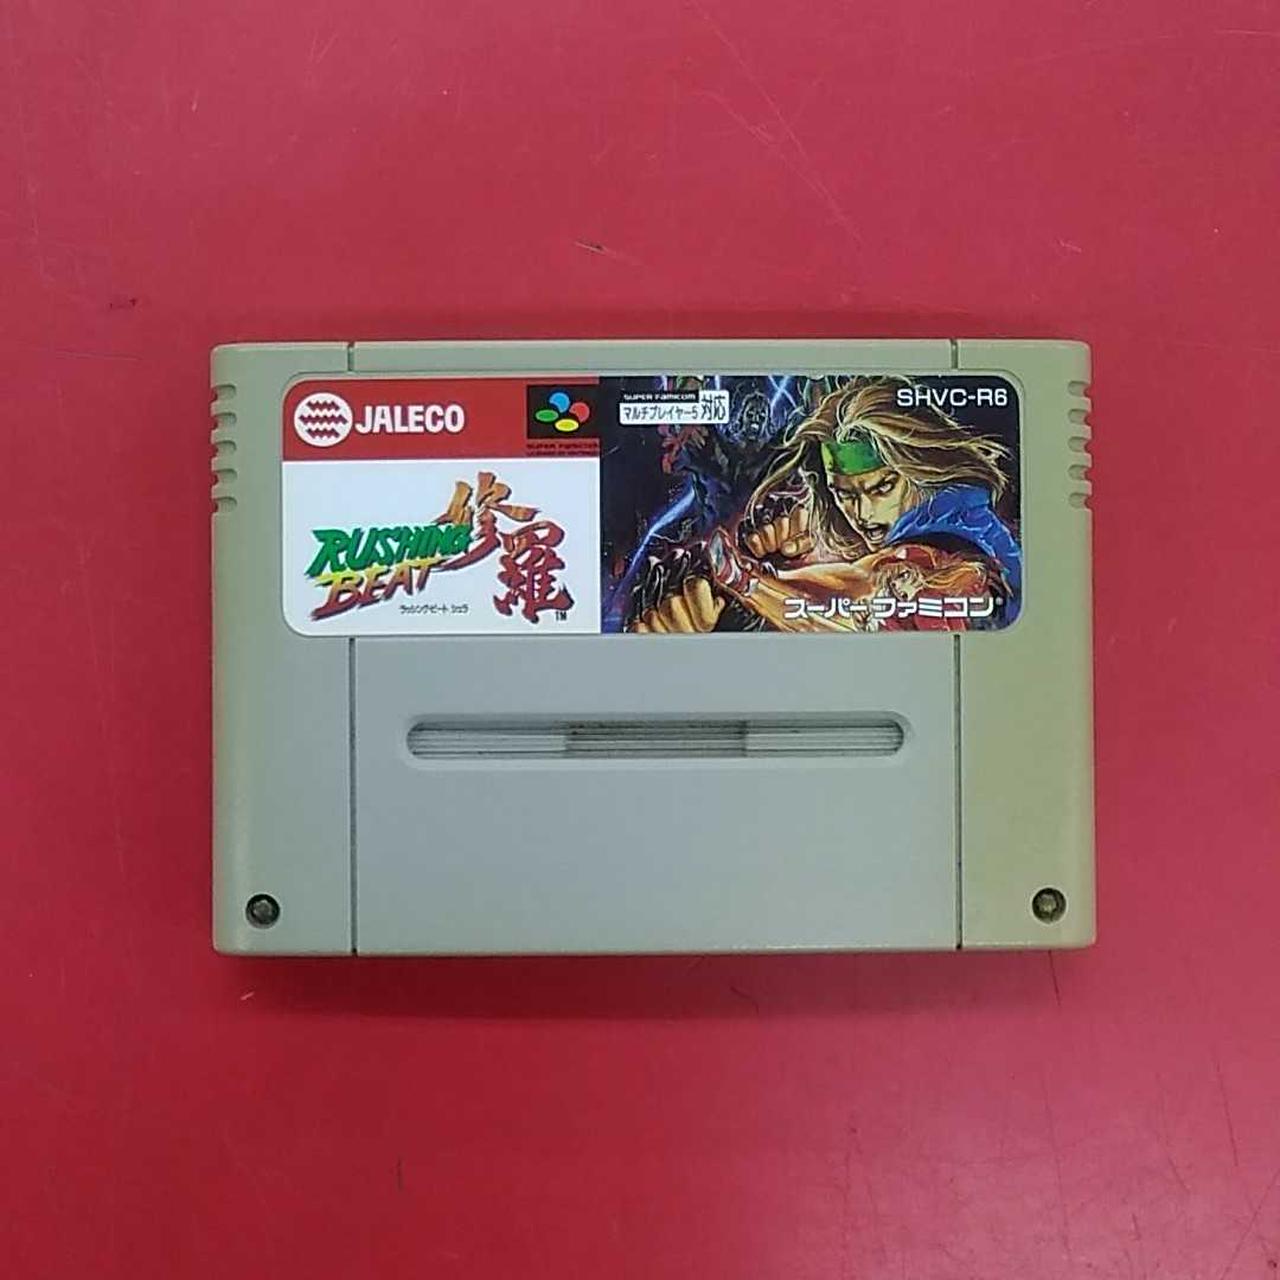 JALECO
SUPER FAMICOM
SUPER FAMICOM
マルチプレイヤー5 対応
SHVC-R6
RUSHING
BEAT
修羅
ラッシング・ビート シュラ
TM
スーパーファミコン®